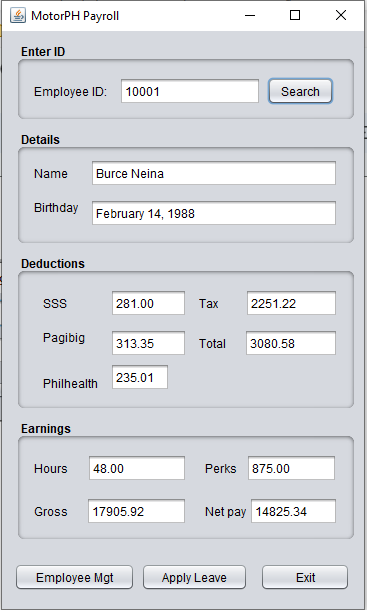 MotorPH Payroll
Enter ID
Employee ID: 10001 Search
Details
Name Burce Neina
Birthday February 14, 1988
Deductions
SSS 281.00 Tax 2251.22
Pagibig 313.35 Total 3080.58
Philhealth 235.01
Earnings
Hours 48.00 Perks 875.00
Gross 17905.92 Net pay 14825.34
Employee Mgt Apply Leave Exit